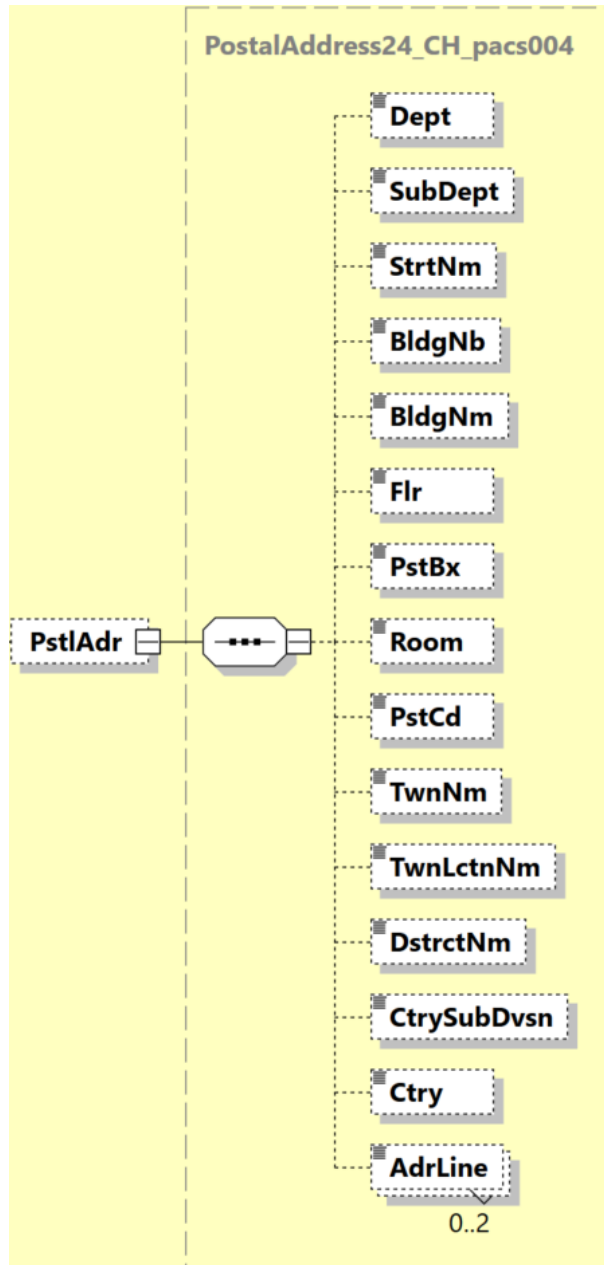 PostalAddress24_CH_pacs004
Dept
SubDept
StrtNm
BldgNb
BldgNm
Flr
PstBx
PstlAdr
Room
PstCd
TwnNm
TwnLctnNm
DstrctNm
CtrySubDvsn
Ctry
AdrLine
0..2